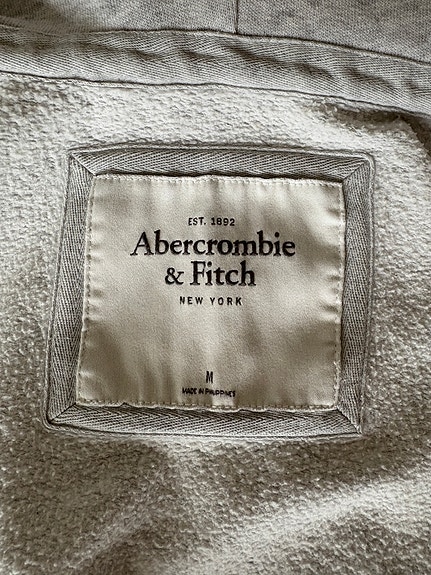 EST. 1892
Abercrombie
& Fitch
NEW YORK
M
MADE IN PHILIPPINES